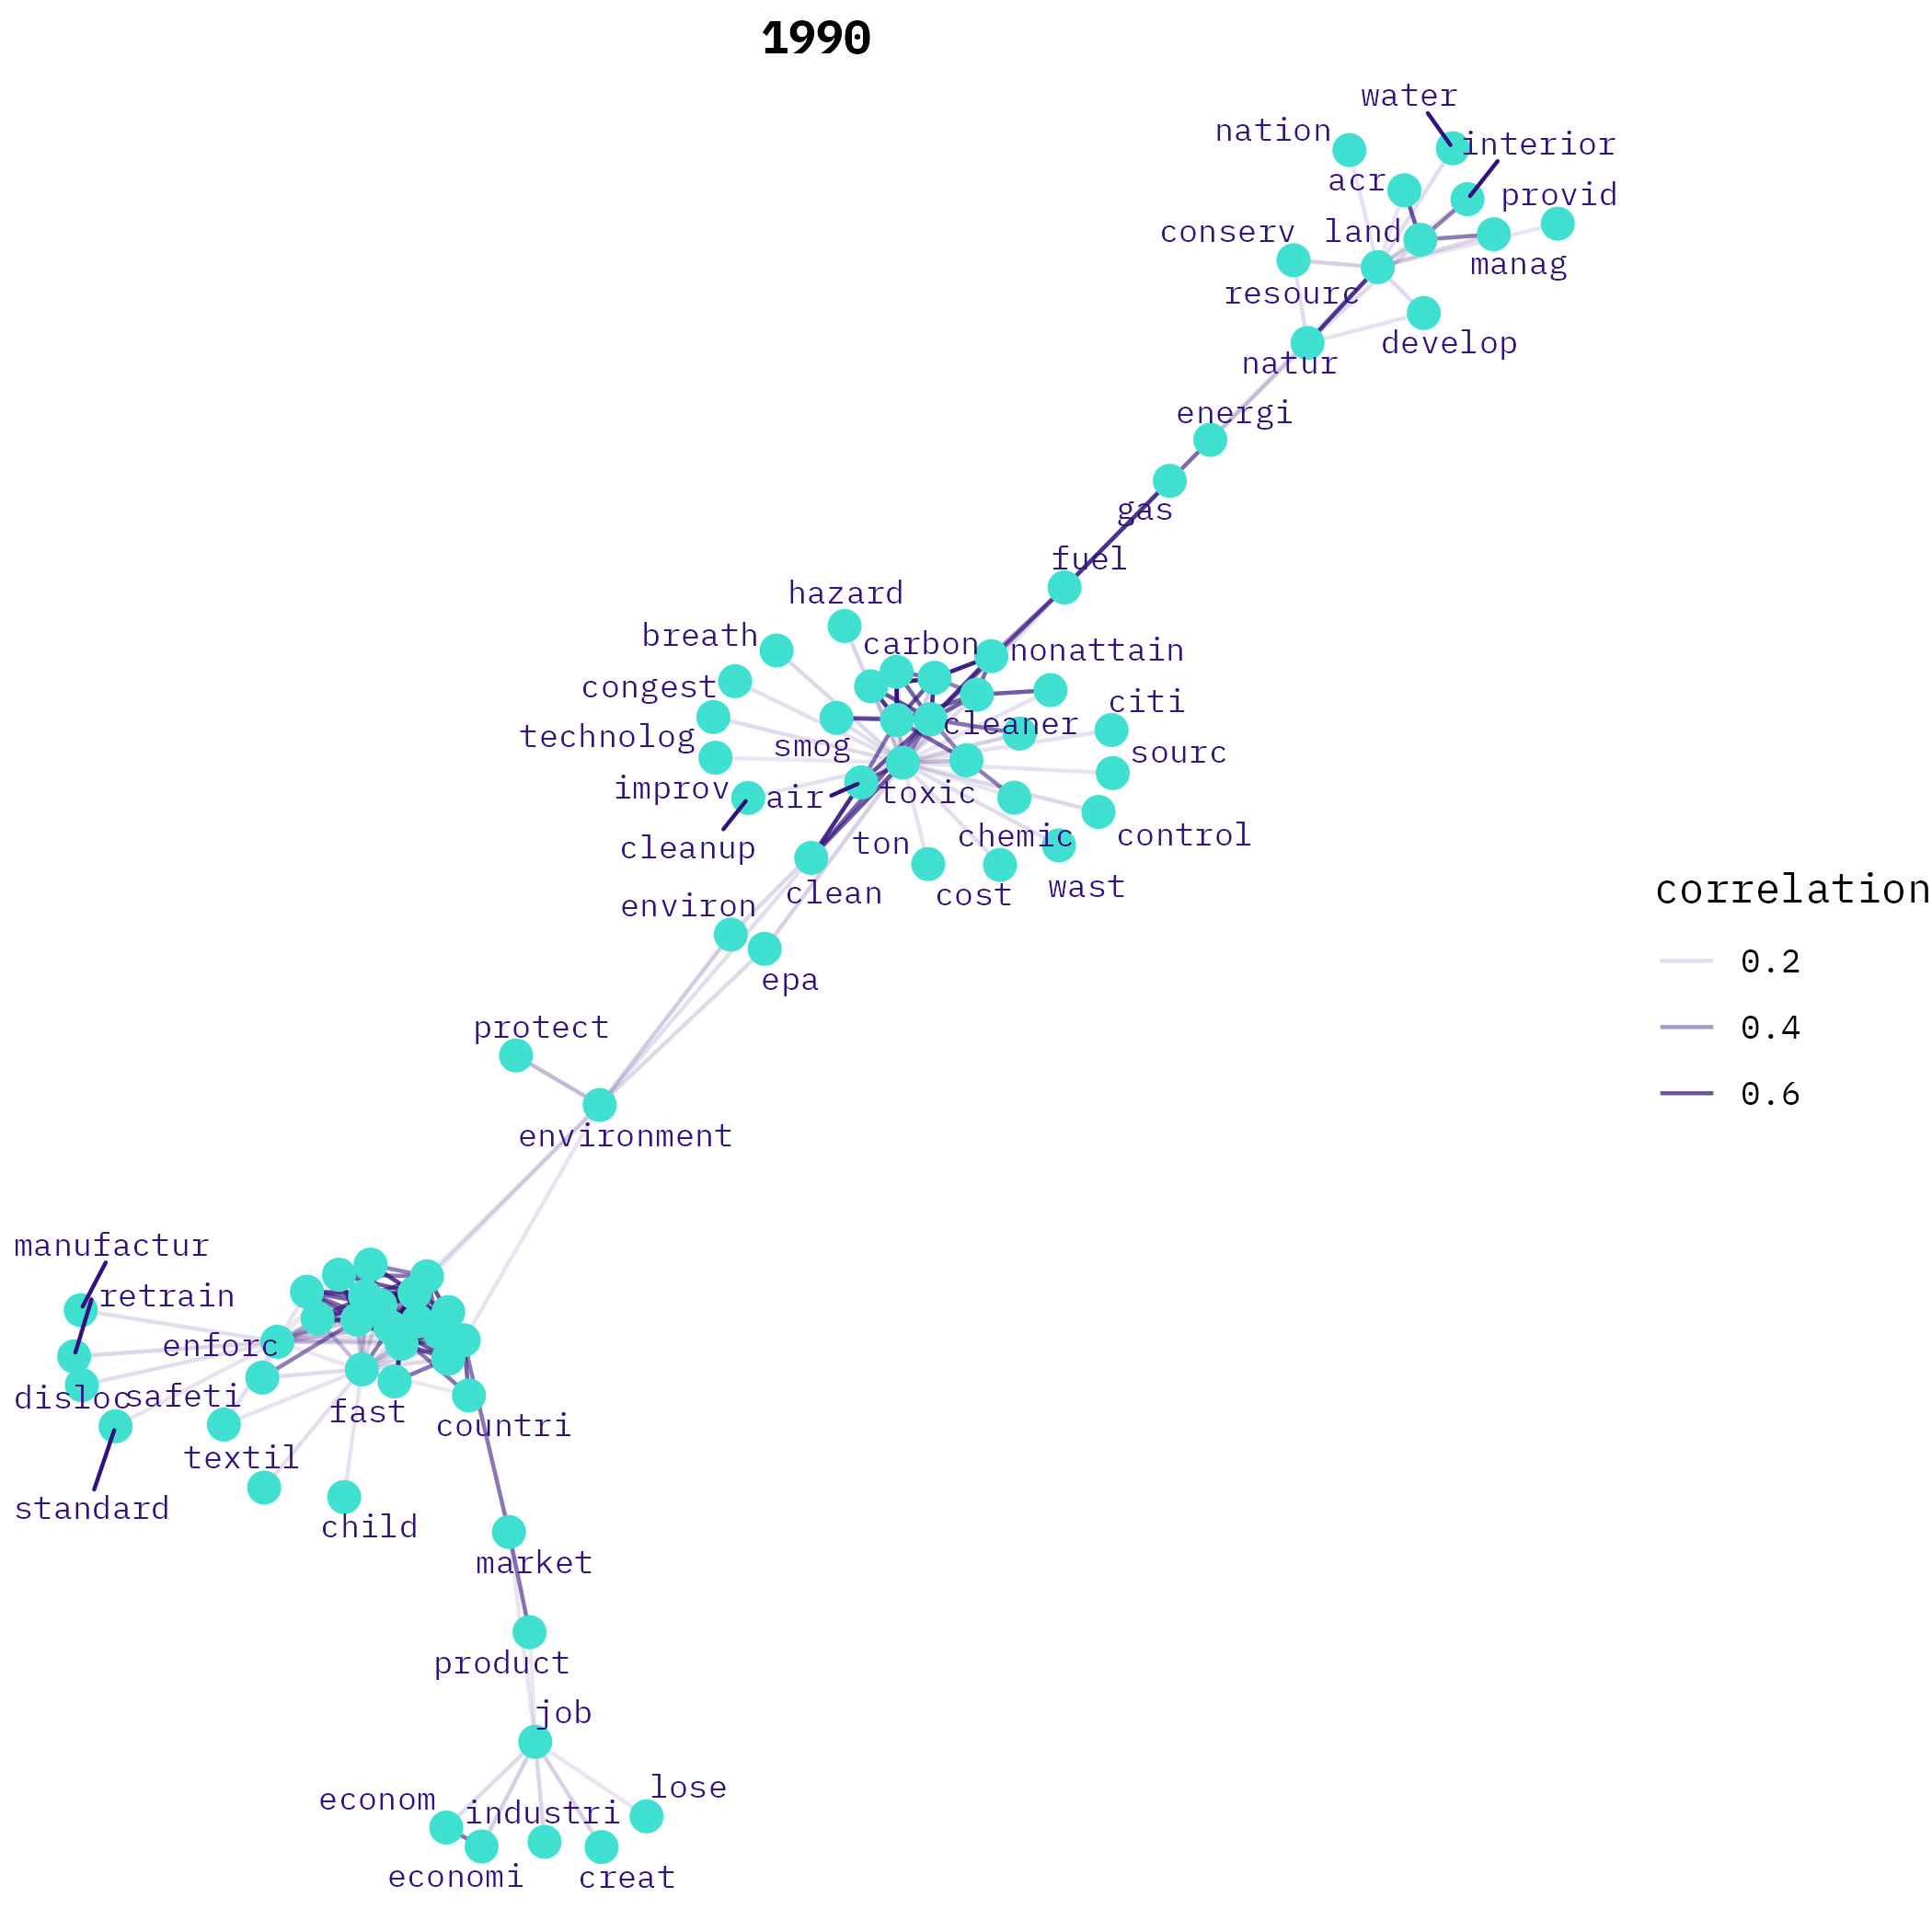 1990
water
nation
interior
acr
provid
conserv
land
manag
resourc
develop
natur
energi
gas
fuel
hazard
breath
carbon
nonattain
congest
citi
technolog
smog
cleaner
sourc
improv
air
toxic
cleanup
ton
chemic
control
clean
cost
wast
environ
epa
protect
environment
manufactur
retrain
enforc
disloc
safeti
fast
countri
textil
standard
child
market
product
job
econom
industri
lose
economi
creat
correlation
0.2
0.4
0.6